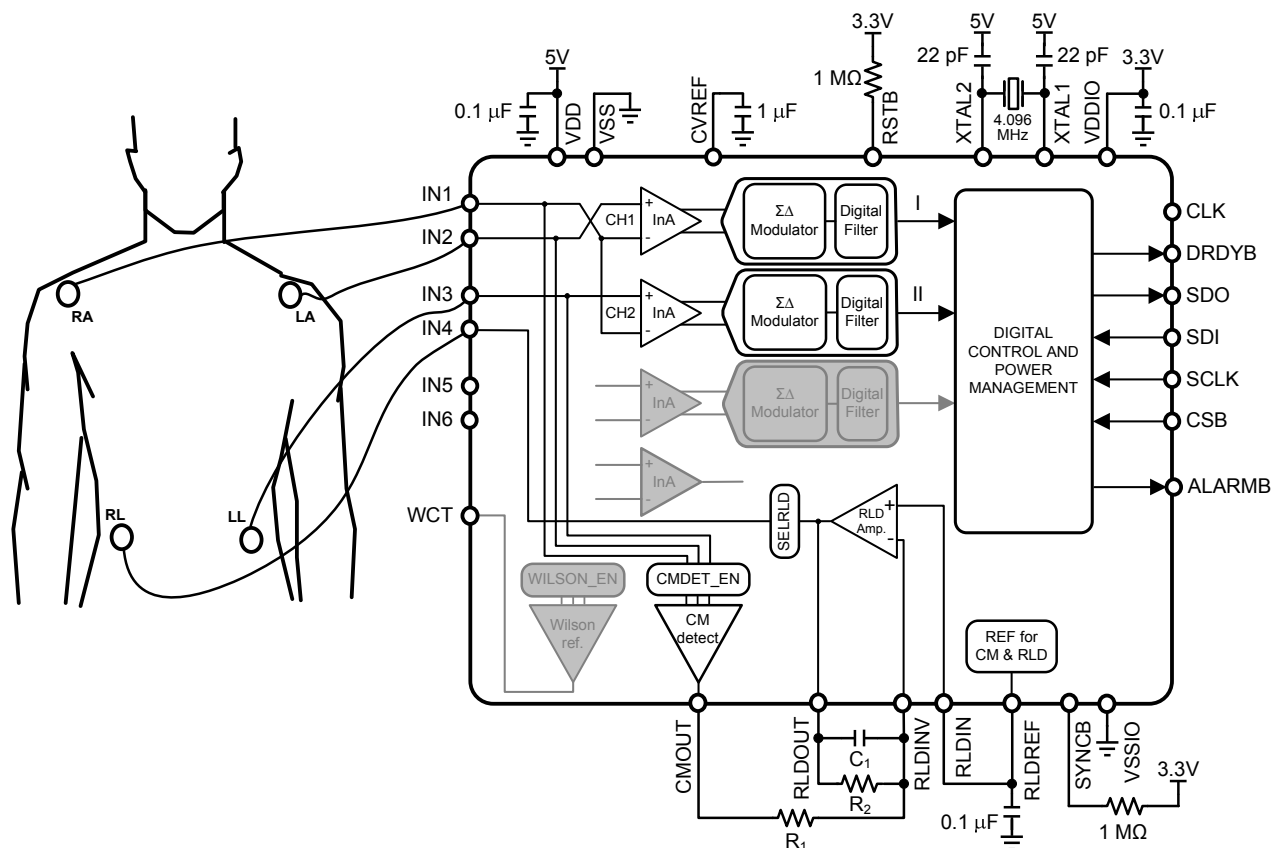 3.3V
5V
5V
22 pF
22 pF
3.3V
5V
1 MΩ
0.1 µF
1 µF
4.096
MHz
0.1 µF
VDD
VSS
CVREF
RSTB
XTAL2
XTAL1
VDDIO
IN1
IN2
IN3
IN4
IN5
IN6
WCT
RA
LA
RL
LL
CH1
+
-
InA
ΣΔ
Modulator
Digital
Filter
I
CH2
+
-
InA
ΣΔ
Modulator
Digital
Filter
II
+
-
InA
ΣΔ
Modulator
Digital
Filter
+
-
InA
DIGITAL
CONTROL AND
POWER
MANAGEMENT
CLK
DRDYB
SDO
SDI
SCLK
CSB
ALARMB
SELRLD
RLD
Amp.
+
-
WILSON_EN
Wilson
ref.
CMDET_EN
CM
detect
REF for
CM & RLD
CMOUT
RLDOUT
RLDINV
RLDIN
RLDREF
SYNCB
VSSIO
C1
R2
R1
0.1 µF
3.3V
1 MΩ